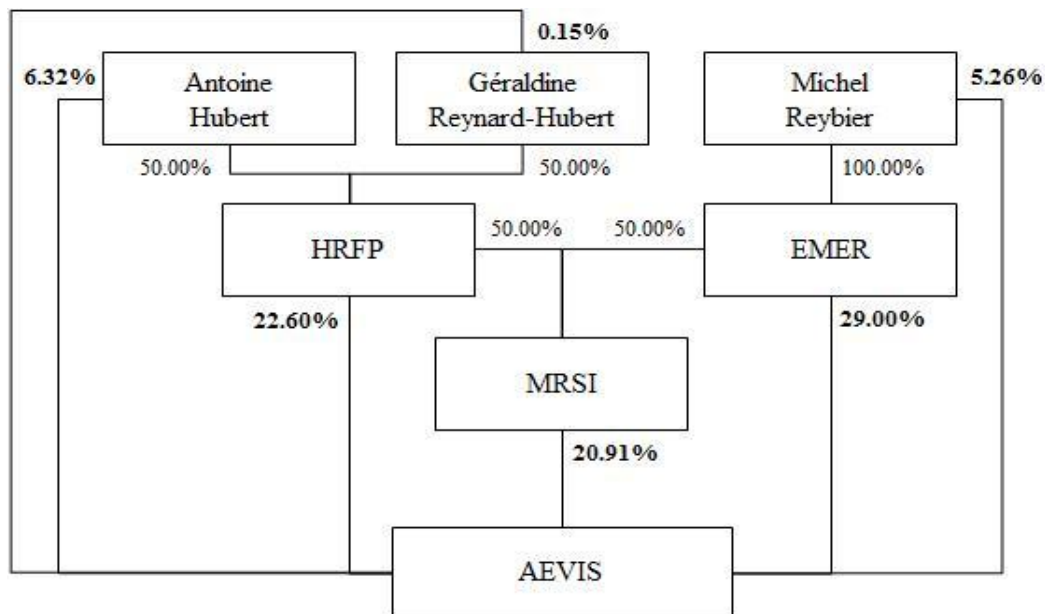 0.15%
6.32%
Antoine
Hubert
Géraldine
Reynard-Hubert
Michel
Reybier
5.26%
50.00%
50.00%
100.00%
HRFP
50.00%
50.00%
EMER
22.60%
29.00%
MRSI
20.91%
AEVIS